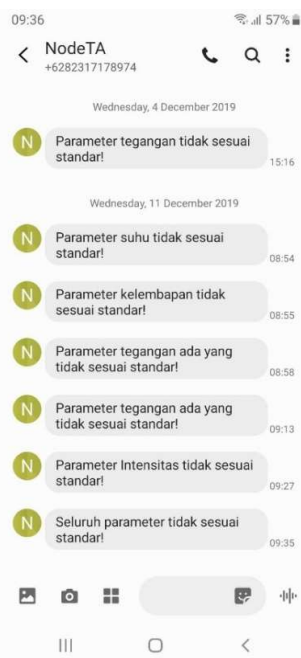 09:36
57%
NodeTA
+6282317178974
Wednesday, 4 December 2019
N
Parameter tegangan tidak sesuai
standar!
15:16
Wednesday, 11 December 2019
N
Parameter suhu tidak sesuai
standar!
08:54
N
Parameter kelembapan tidak
sesuai standar!
08:55
N
Parameter tegangan ada yang
tidak sesuai standar!
08:58
N
Parameter tegangan ada yang
tidak sesuai standar!
09:13
N
Parameter Intensitas tidak sesuai
standar!
09:27
N
Seluruh parameter tidak sesuai
standar!
09:35